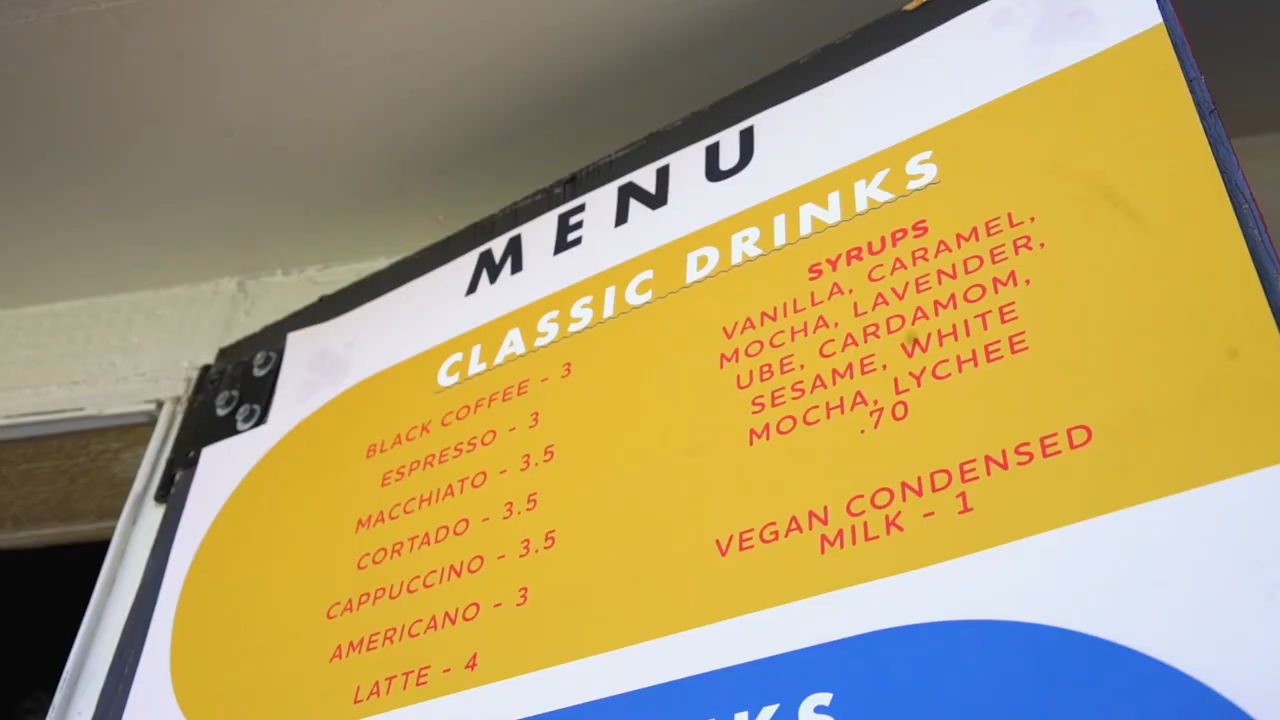 MENU
CLASSIC DRINKS
BLACK COFFEE - 3
ESPRESSO - 3
MACCHIATO - 3.5
CORTADO - 3.5
CAPPUCCINO - 3.5
AMERICANO - 3
LATTE - 4
SYRUPS
VANILLA, CARAMEL,
MOCHA, LAVENDER,
UBE, CARDAMOM,
SESAME, WHITE
MOCHA, LYCHEE
.70
VEGAN CONDENSED
MILK - 1